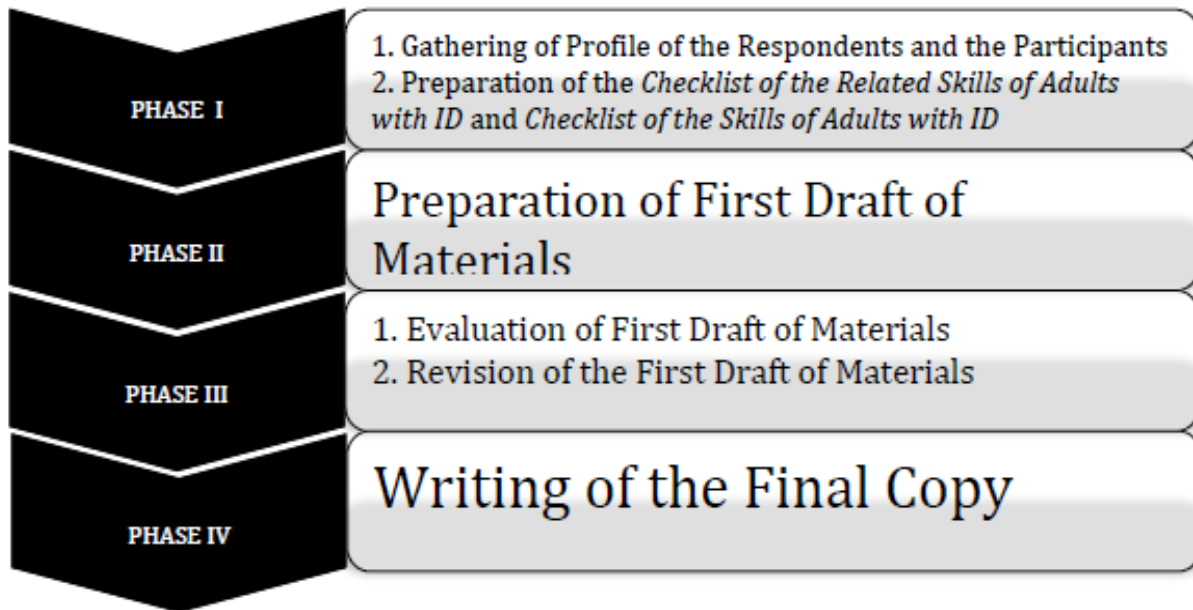 PHASE I
1. Gathering of Profile of the Respondents and the Participants
2. Preparation of the Checklist of the Related Skills of Adults
with ID and Checklist of the Skills of Adults with ID
PHASE II
Preparation of First Draft of
Materials
PHASE III
1. Evaluation of First Draft of Materials
2. Revision of the First Draft of Materials
PHASE IV
Writing of the Final Copy